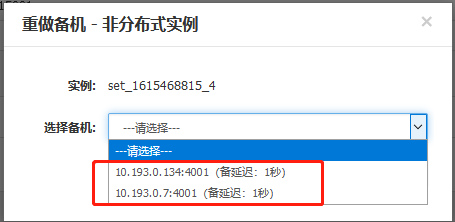 重做备机 - 非分布式实例
×
实例: set_1615468815_4
选择备机: ---请选择---
---请选择---
10.193.0.134:4001 (备延迟: 1秒)
10.193.0.7:4001 (备延迟: 1秒)